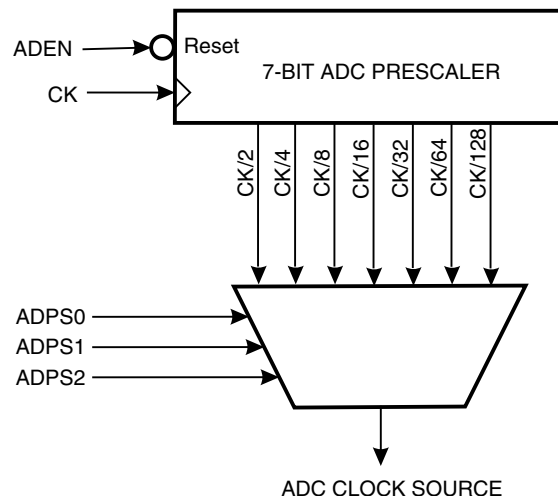 ADEN
Reset
7-BIT ADC PRESCALER
CK
CK/2
CK/4
CK/8
CK/16
CK/32
CK/64
CK/128
ADPS0
ADPS1
ADPS2
ADC CLOCK SOURCE